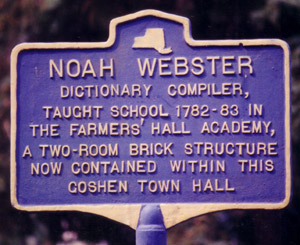 NOAH WEBSTER
DICTIONARY COMPILER,
TAUGHT SCHOOL 1782-83 IN
THE FARMERS' HALL ACADEMY,
A TWO-ROOM BRICK STRUCTURE
NOW CONTAINED WITHIN THIS
GOSHEN TOWN HALL